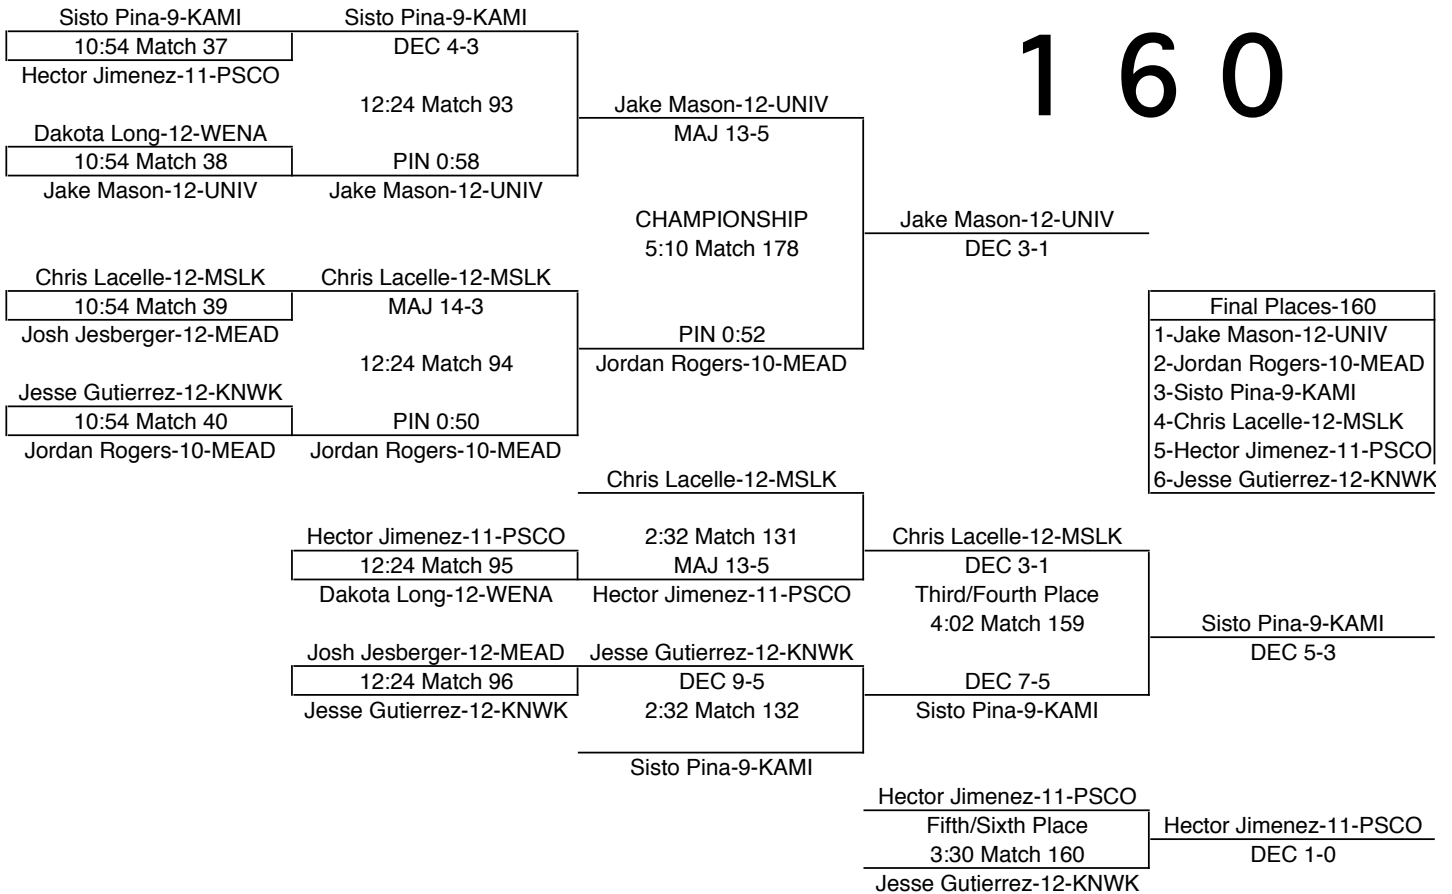 Sisto Pina-9-KAMI
10:54 Match 37
Hector Jimenez-11-PSCO
Dakota Long-12-WENA
10:54 Match 38
Jake Mason-12-UNIV
Chris Lacelle-12-MSLK
10:54 Match 39
Josh Jesberger-12-MEAD
Jesse Gutierrez-12-KNWK
10:54 Match 40
Jordan Rogers-10-MEAD
Sisto Pina-9-KAMI
DEC 4-3
12:24 Match 93
PIN 0:58
Jake Mason-12-UNIV
Chris Lacelle-12-MSLK
MAJ 14-3
12:24 Match 94
PIN 0:50
Jordan Rogers-10-MEAD
Jake Mason-12-UNIV
MAJ 13-5
CHAMPIONSHIP
5:10 Match 178
PIN 0:52
Jordan Rogers-10-MEAD
Jake Mason-12-UNIV
DEC 3-1
160
Final Places-160
1-Jake Mason-12-UNIV
2-Jordan Rogers-10-MEAD
3-Sisto Pina-9-KAMI
4-Chris Lacelle-12-MSLK
5-Hector Jimenez-11-PSCO
6-Jesse Gutierrez-12-KNWK
Hector Jimenez-11-PSCO
12:24 Match 95
Dakota Long-12-WENA
Josh Jesberger-12-MEAD
12:24 Match 96
Jesse Gutierrez-12-KNWK
Chris Lacelle-12-MSLK
2:32 Match 131
MAJ 13-5
Hector Jimenez-11-PSCO
Jesse Gutierrez-12-KNWK
DEC 9-5
2:32 Match 132
Sisto Pina-9-KAMI
Chris Lacelle-12-MSLK
DEC 3-1
Third/Fourth Place
4:02 Match 159
DEC 7-5
Sisto Pina-9-KAMI
Sisto Pina-9-KAMI
DEC 5-3
Hector Jimenez-11-PSCO
Fifth/Sixth Place
3:30 Match 160
Jesse Gutierrez-12-KNWK
Hector Jimenez-11-PSCO
DEC 1-0